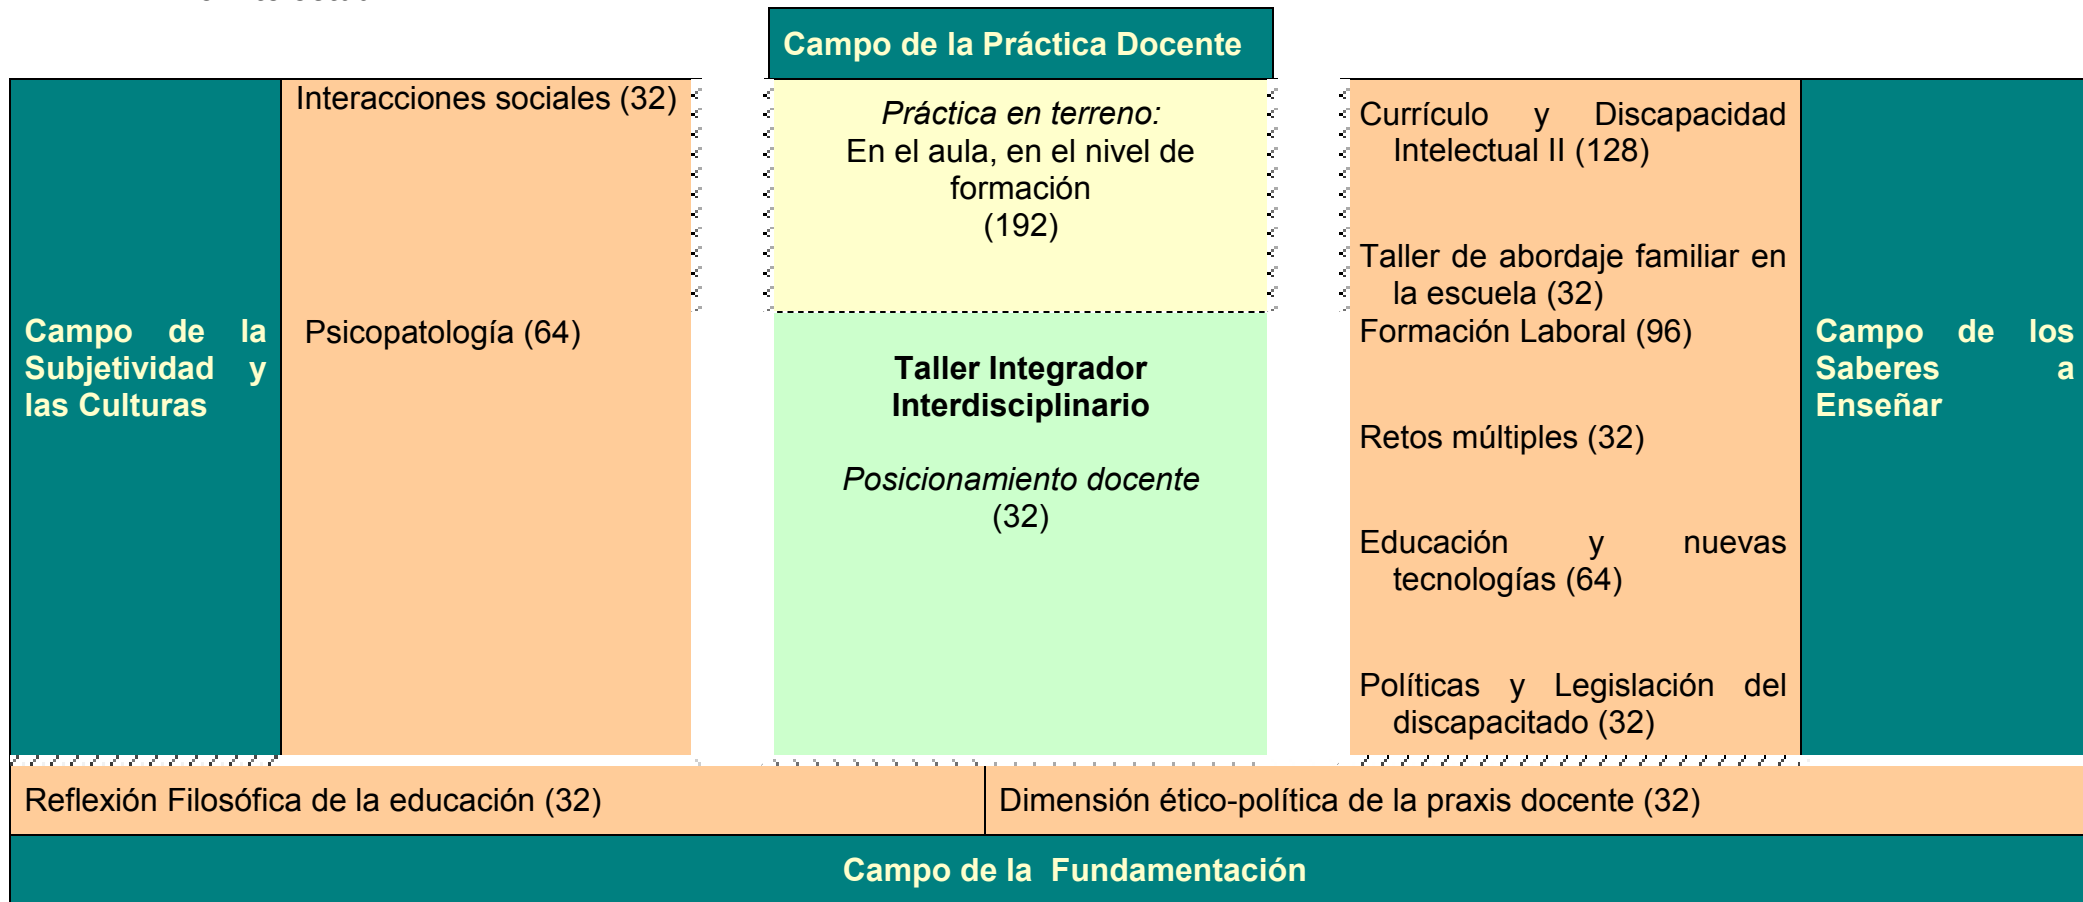 Campo de la Práctica Docente
Campo de la
Subjetividad y
las Culturas
Interacciones sociales (32)
Psicopatología (64)
Práctica en terreno:
En el aula, en el nivel de
formación
(192)
Taller Integrador
Interdisciplinario
Posicionamiento docente
(32)
Currículo y Discapacidad
Intelectual II (128)
Taller de abordaje familiar en
la escuela (32)
Formación Laboral (96)
Retos múltiples (32)
Educación y nuevas
tecnologías (64)
Políticas y Legislación del
discapacitado (32)
Campo de los
Saberes a
Enseñar
Reflexión Filosófica de la educación (32)
Dimensión ético-política de la praxis docente (32)
Campo de la Fundamentación